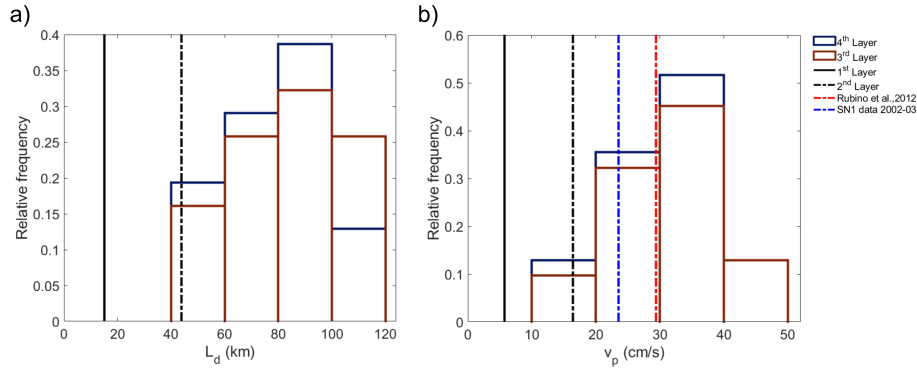 a)
b)
0.4
0.35
0.3
0.25
0.2
0.15
0.1
0.05
0
Relative frequency
0 20 40 60 80 100 120
L_d (km)
0.6
0.5
0.4
0.3
0.2
0.1
0
Relative frequency
0 10 20 30 40 50
v_p (cm/s)
4th Layer
3rd Layer
1st Layer
2nd Layer
Rubino et al.,2012
SN1 data 2002-03